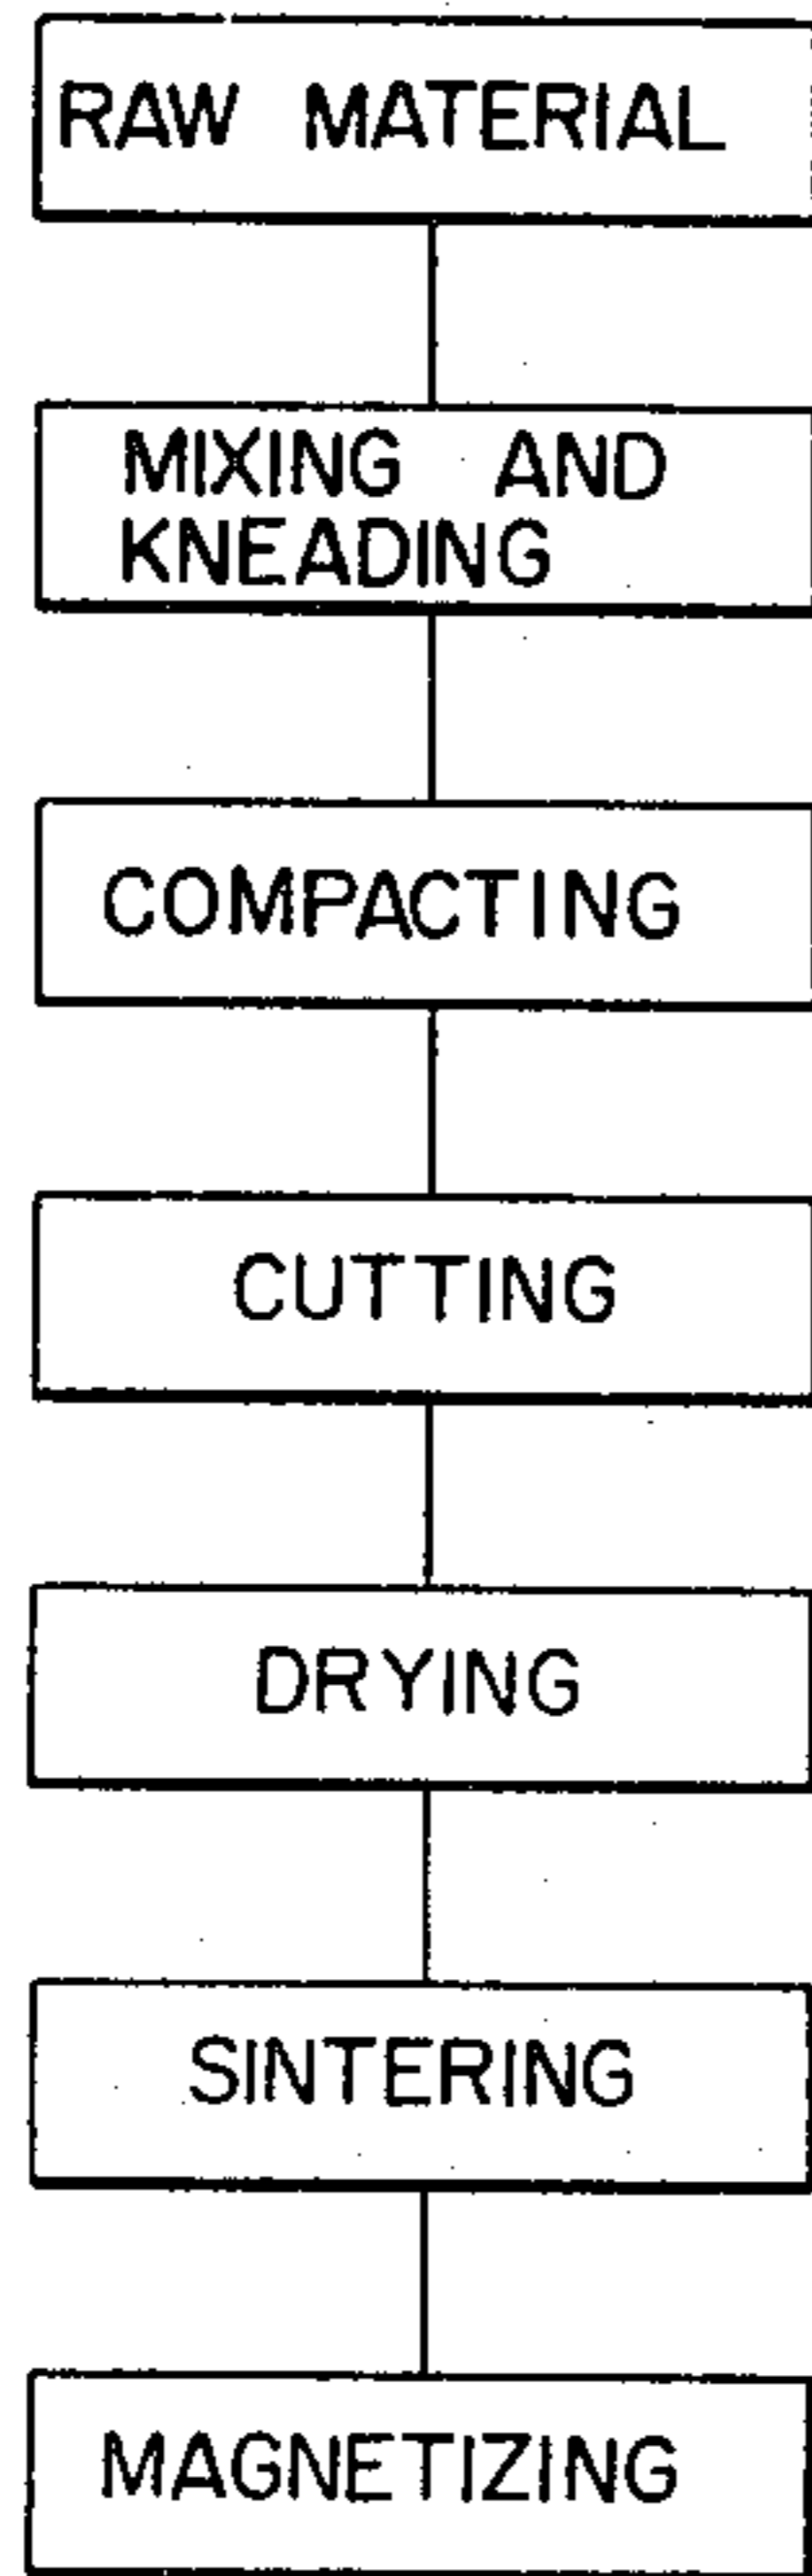 RAW MATERIAL
MIXING AND
KNEADING
COMPACTING
CUTTING
DRYING
SINTERING
MAGNETIZING